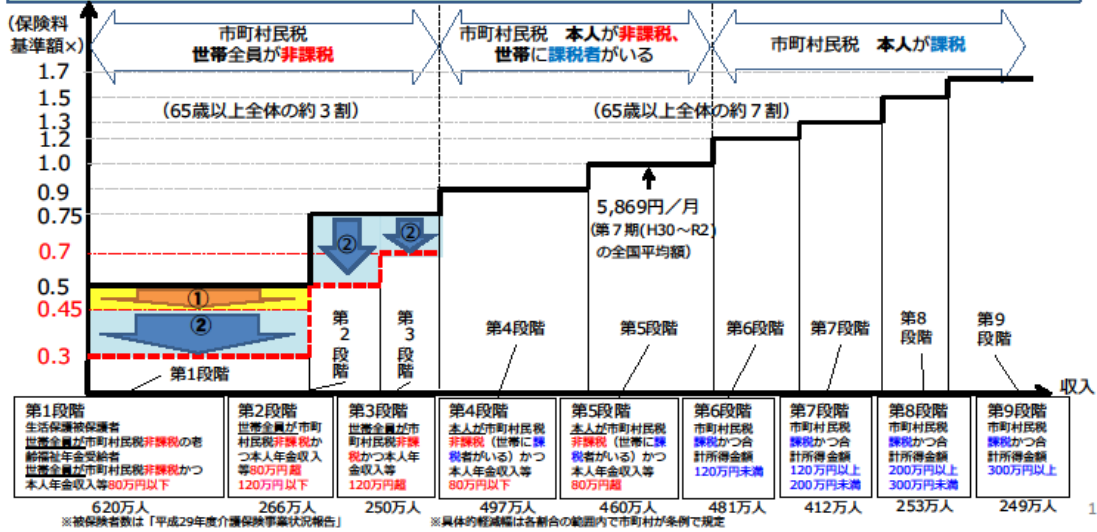 (保険料
基準額×)
市町村民税
世帯全員が非課税
市町村民税　本人が非課税、
世帯に課税者がいる
市町村民税　本人が課税
(65歳以上全体の約3割)
(65歳以上全体の約7割)
1.7
1.5
1.3
1.2
1.0
0.9
0.75
0.7
0.5
0.45
0.3
①
②
②
②
5,869円／月
(第7期(H30～R2)
の全国平均額)
第1段階
第2段階
第3段階
第4段階
第5段階
第6段階
第7段階
第8
段階
第9
段階
収入
第1段階
生活保護被保護者
世帯全員が市町村民税非課税の老
齢福祉年金受給者
世帯全員が市町村民税非課税かつ
本人年金収入等80万円以下
第2段階
世帯全員が市町
村民税非課税か
つ本人年金収入
等80万円超
120万円以下
第3段階
世帯全員が市
町村民税非課
税かつ本人年
金収入等
120万円超
第4段階
本人が市町村民税
非課税（世帯に課
税者がいる）かつ
本人年金収入等
80万円以下
第5段階
本人が市町村民税
非課税（世帯に課
税者がいる）かつ
本人年金収入等
80万円超
第6段階
市町村民税
課税かつ合
計所得金額
120万円未満
第7段階
市町村民税
課税かつ合
計所得金額
120万円以上
200万円未満
第8段階
市町村民税
課税かつ合
計所得金額
200万円以上
300万円未満
第9段階
市町村民税
課税かつ合
計所得金額
300万円以上
620万人
266万人
250万人
497万人
460万人
481万人
412万人
253万人
249万人
※被保険者数は「平成29年度介護保険事業状況報告」
※具体的軽減幅は各割合の範囲内で市町村が条例で規定
1